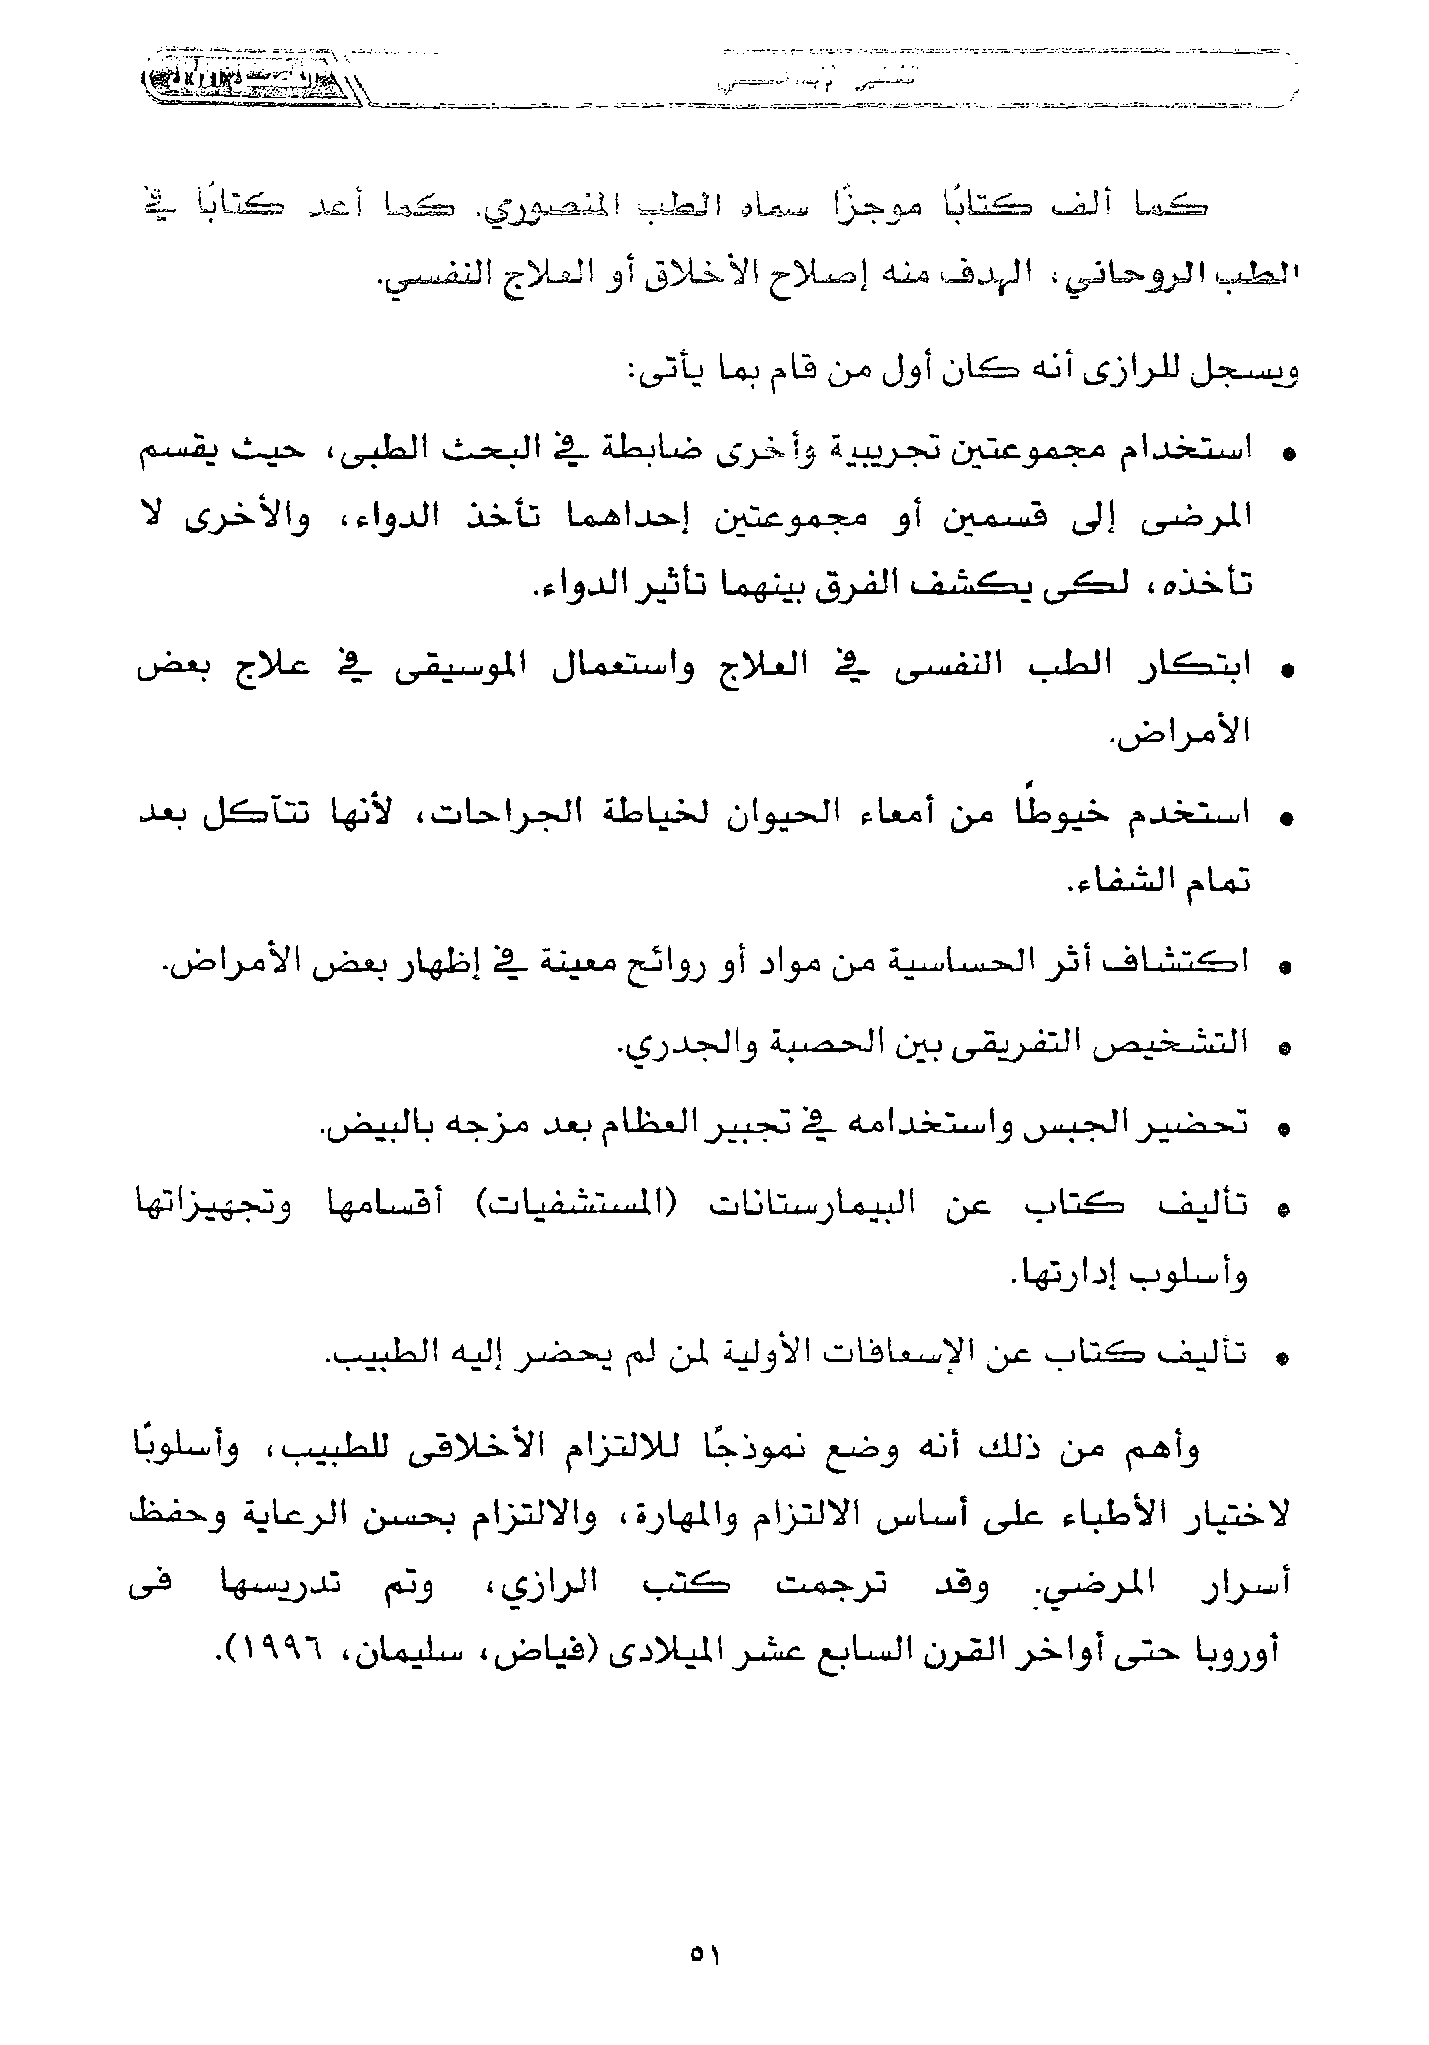 كما ألف كتابًا موجزًا سماه الطب المنصوري. كما أعد كتابًا في
الطب الروحاني، الهدف منه إصلاح الأخلاق أو العلاج النفسي.
ويسجل للرازى أنه كان أول من قام بما يأتى:
• استخدام مجموعتين تجريبية وأخرى ضابطة في البحث الطبى، حيث يقسم
المرضى إلى قسمين أو مجموعتين إحداهما تأخذ الدواء، والأخرى لا
تأخذه، لكى يكشف الفرق بينهما تأثير الدواء.
• ابتكار الطب النفسى في العلاج واستعمال الموسيقى في علاج بعض
الأمراض.
• استخدم خيوطًا من أمعاء الحيوان لخياطة الجراحات، لأنها تتآكل بعد
تمام الشفاء.
• اكتشاف أثر الحساسية من مواد أو روائح معينة في إظهار بعض الأمراض.
• التشخيص التفريقى بين الحصبة والجدري.
• تحضير الجبس واستخدامه في تجبير العظام بعد مزجه بالبيض.
• تأليف كتاب عن البيمارستانات (المستشفيات) أقسامها وتجهيزاتها
وأسلوب إدارتها.
• تأليف كتاب عن الإسعافات الأولية لمن لم يحضر إليه الطبيب.
وأهم من ذلك أنه وضع نموذجًا للالتزام الأخلاقى للطبيب، وأسلوبًا
لاختيار الأطباء على أساس الالتزام والمهارة، والالتزام بحسن الرعاية وحفظ
أسرار المرضي. وقد ترجمت كتب الرازي، وتم تدريسها فى
أوروبا حتى أواخر القرن السابع عشر الميلادى (فياض، سليمان، ١٩٩٦).
٥١